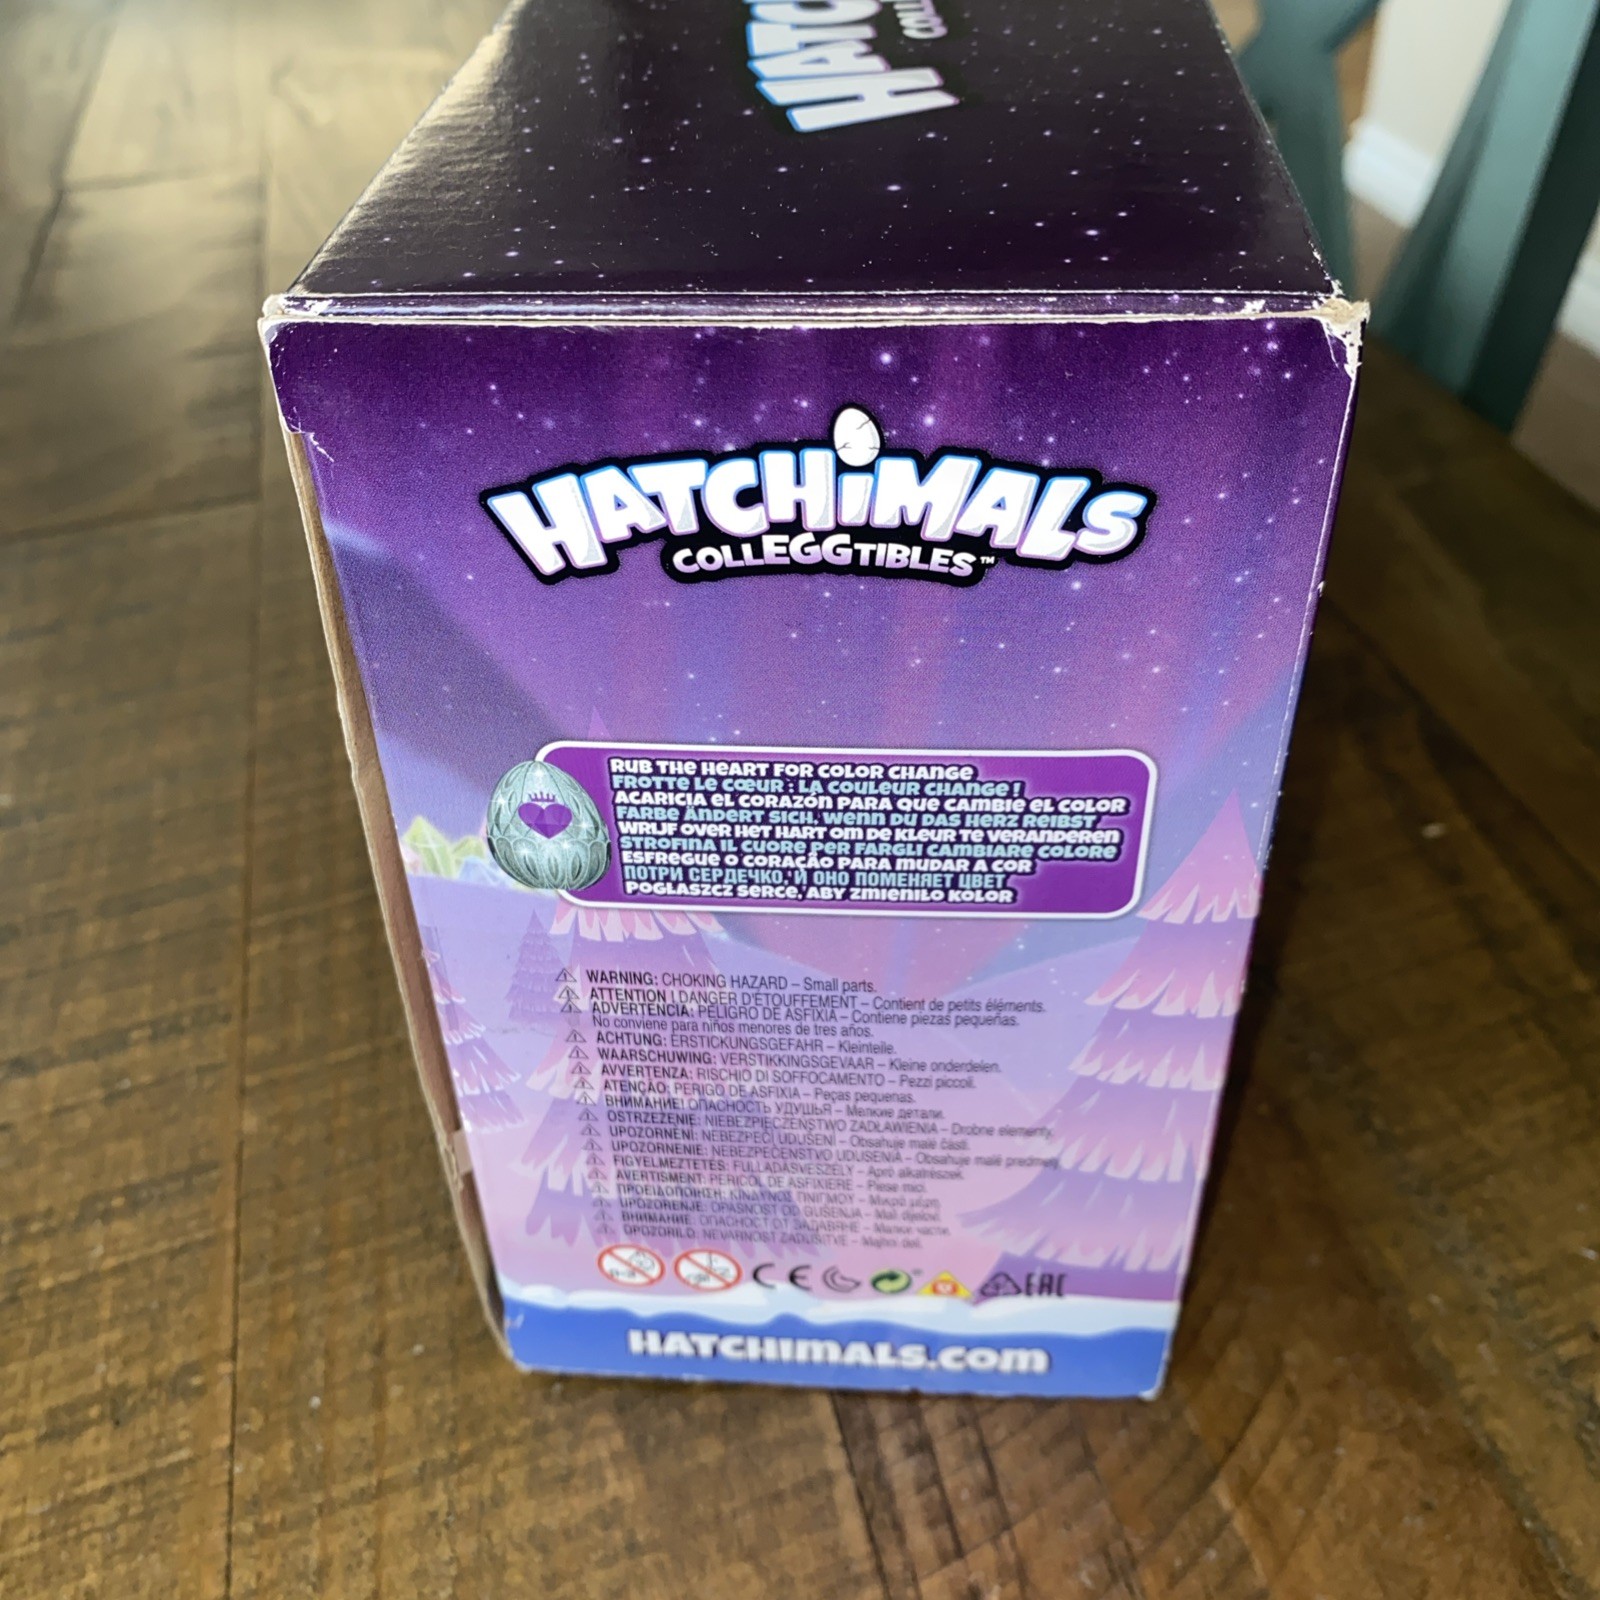 HATC
COLL
HATCHiMALS
COLLEGGTIBLES™
RUB THE HEART FOR COLOR CHANGE
FROTTE LE CŒUR : LA COULEUR CHANGE !
ACARICIA EL CORAZÓN PARA QUE CAMBIE EL COLOR
FARBE ÄNDERT SICH, WENN DU DAS HERZ REIBST
WRIJF OVER HET HART OM DE KLEUR TE VERANDEREN
STROFINA IL CUORE PER FARGLI CAMBIARE COLORE
ESFREGUE O CORAÇÃO PARA MUDAR A COR
ПОТРИ СЕРДЕЧКО, И ОНО ПОМЕНЯЕТ ЦВЕТ
POGŁASZCZ SERCE, ABY ZMIENIŁO KOLOR
WARNING: CHOKING HAZARD – Small parts.
ATTENTION ! DANGER D'ÉTOUFFEMENT – Contient de petits éléments.
ADVERTENCIA: PELIGRO DE ASFIXIA – Contiene piezas pequeñas.
No conviene para niños menores de tres años.
ACHTUNG: ERSTICKUNGSGEFAHR – Kleinteile.
WAARSCHUWING: VERSTIKKINGSGEVAAR – Kleine onderdelen.
AVVERTENZA: RISCHIO DI SOFFOCAMENTO – Pezzi piccoli.
ATENÇÃO: PERIGO DE ASFIXIA – Peças pequenas.
ВНИМАНИЕ! ОПАСНОСТЬ УДУШЬЯ – Мелкие детали.
OSTRZEŻENIE: NIEBEZPIECZEŃSTWO ZADŁAWIENIA – Drobne elementy.
UPOZORNĚNÍ: NEBEZPEČÍ UDUŠENÍ – Obsahuje malé části.
UPOZORNENIE: NEBEZPEČENSTVO UDUSENIA – Obsahuje malé predmety.
FIGYELMEZTETÉS: FULLADÁSVESZÉLY – Apró alkatrészek.
AVERTISMENT: PERICOL DE ASFIXIERE – Piese mici.
ΠΡΟΕΙΔΟΠΟΙΗΣΗ: ΚΙΝΔΥΝΟΣ ΠΝΙΓΜΟΥ – Μικρά μέρη.
UPOZORENJE: OPASNOST OD GUŠENJA – Mali dijelovi.
ВНИМАНИЕ: ОПАСНОСТ ОТ ЗАДАВЯНЕ – Малки части.
OPOZORILO: NEVARNOST ZADUŠITVE – Majhni deli.
0-3 CE EAC
HATCHIMALS.COM